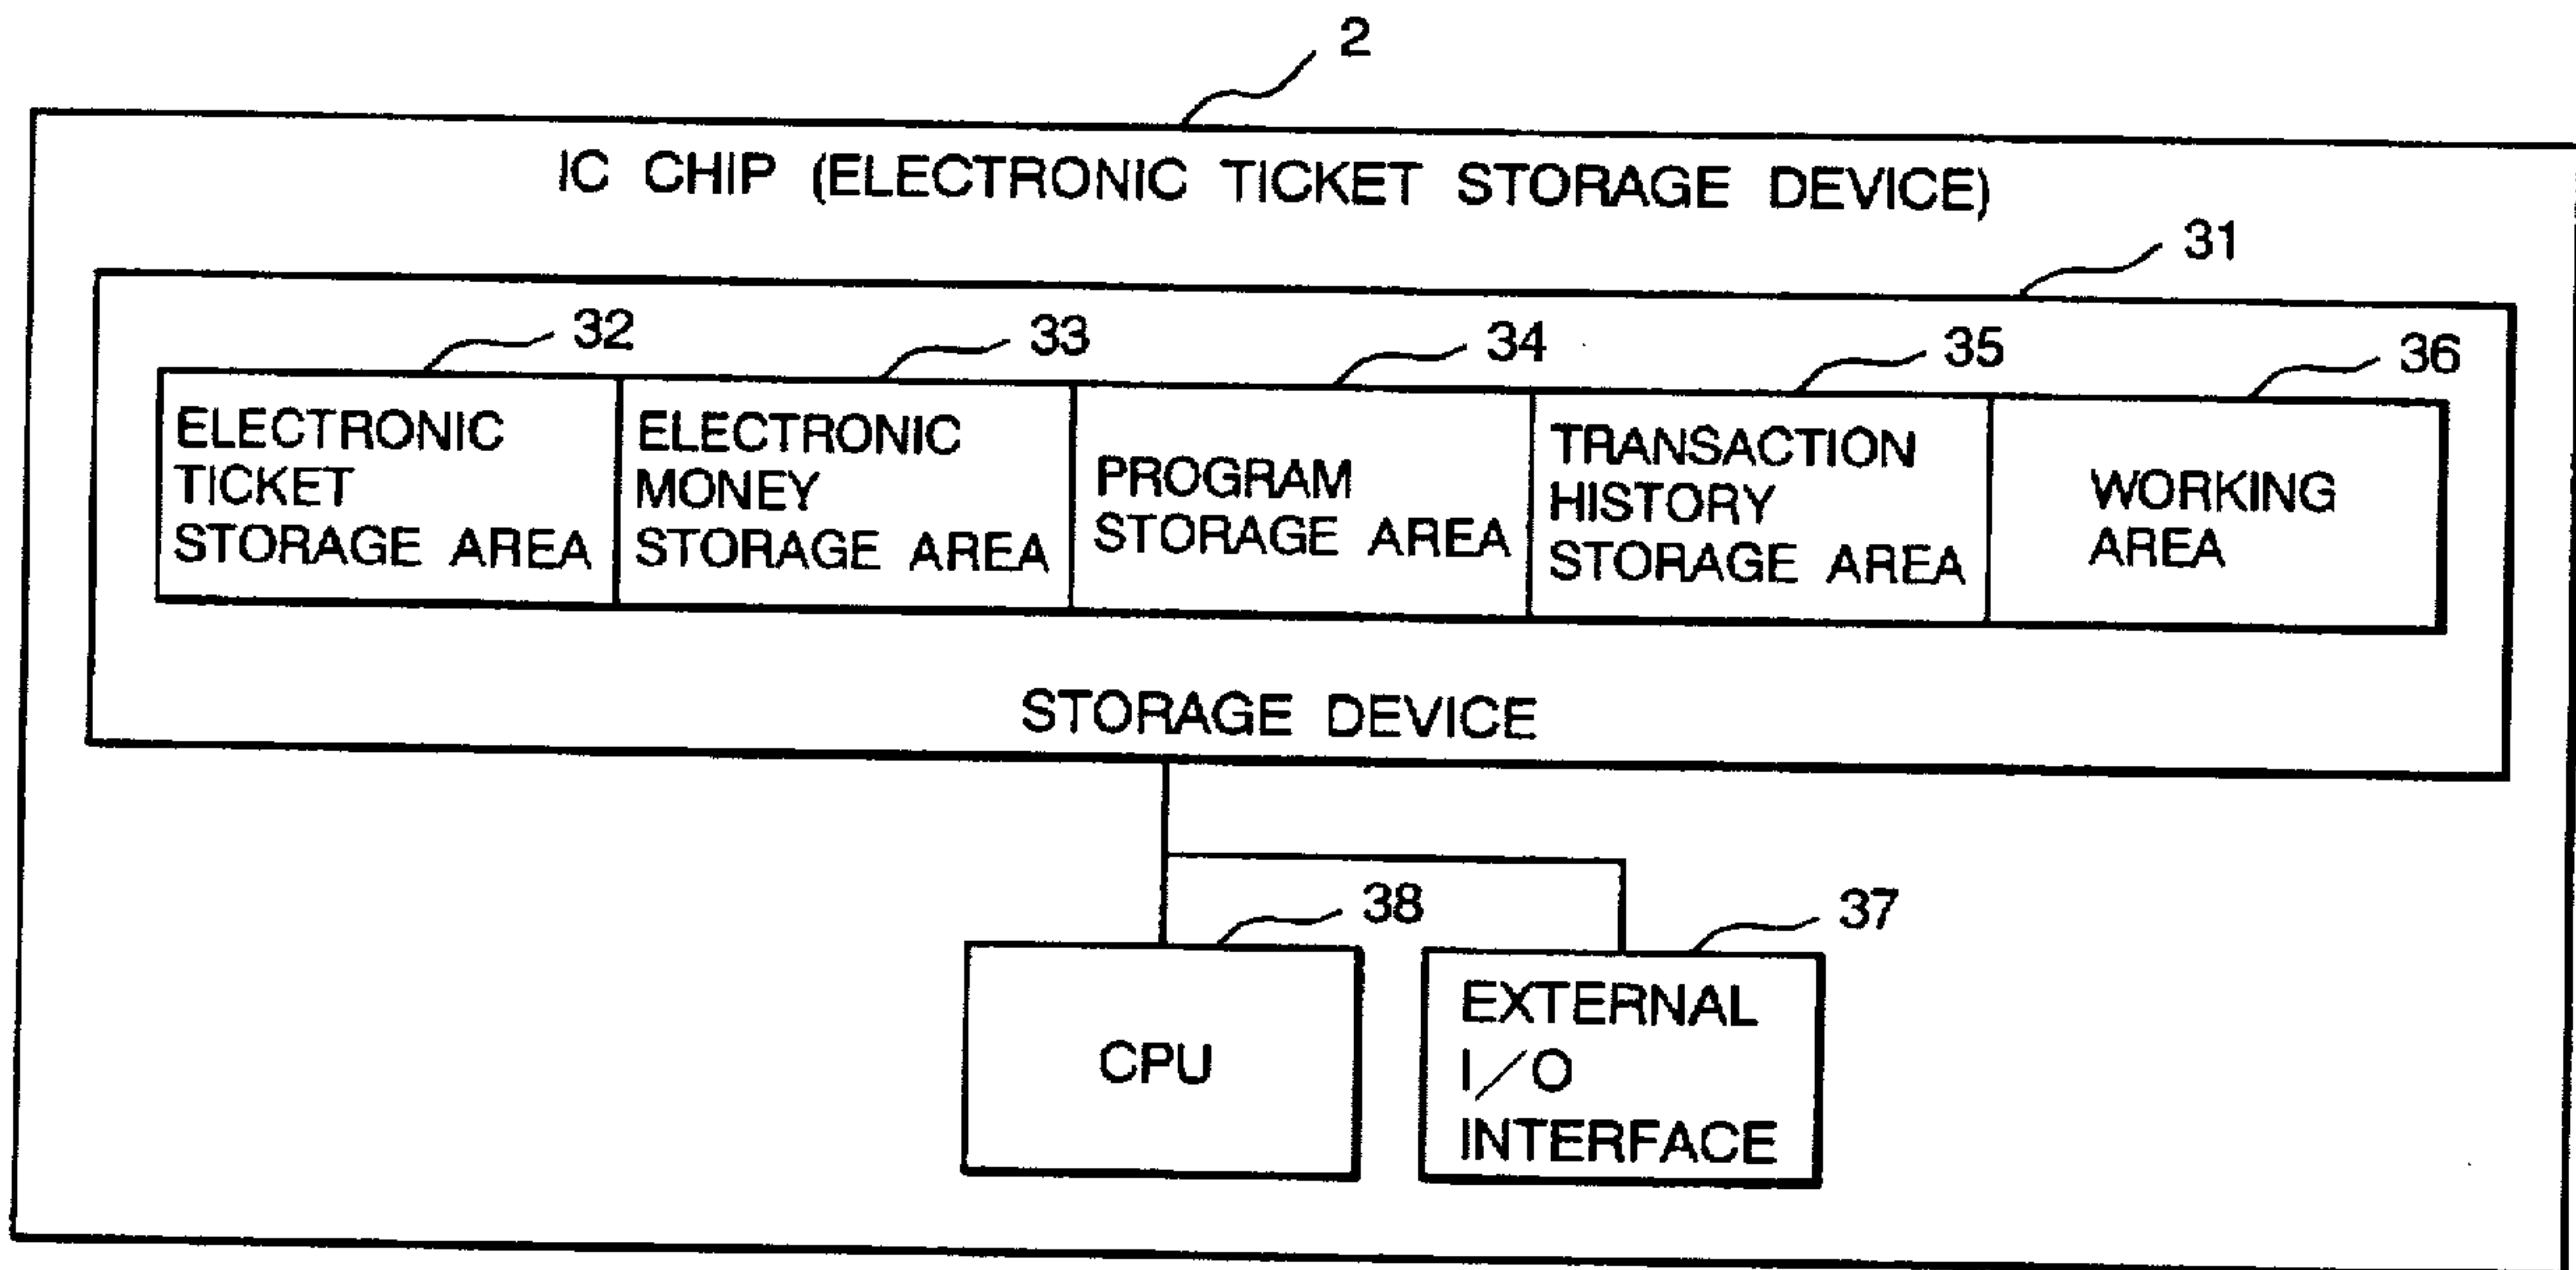 2
IC CHIP (ELECTRONIC TICKET STORAGE DEVICE)
31
32
33
34
35
36
ELECTRONIC
TICKET
STORAGE AREA
ELECTRONIC
MONEY
STORAGE AREA
PROGRAM
STORAGE AREA
TRANSACTION
HISTORY
STORAGE AREA
WORKING
AREA
STORAGE DEVICE
38
37
CPU
EXTERNAL
I/O
INTERFACE